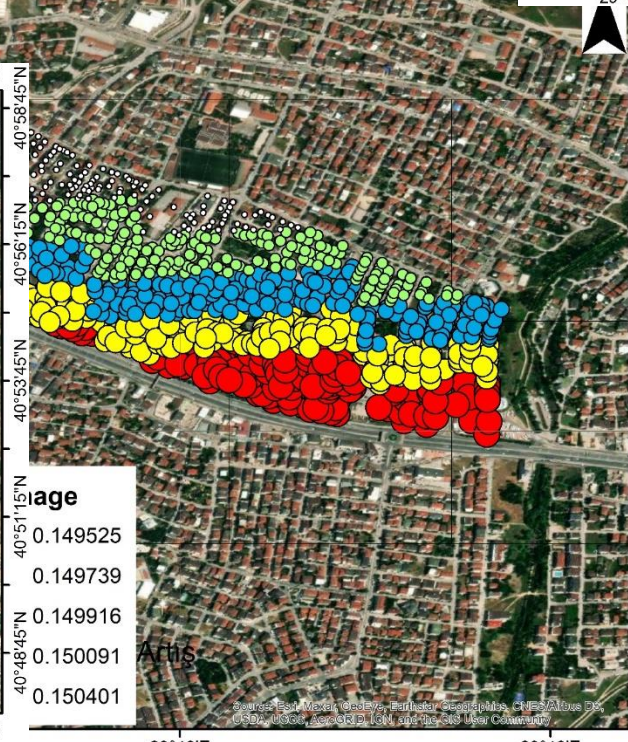 40°58'45"N
40°56'15"N
40°53'45"N
40°51'15"N
40°48'45"N
0.149525
0.149739
0.149916
0.150091
0.150401
Artış
Source: Esri, Maxar, GeoEye, Earthstar Geographics, CNES/Airbus DS,
USDA, USGS, AeroGRID, IGN, and the GIS User Community